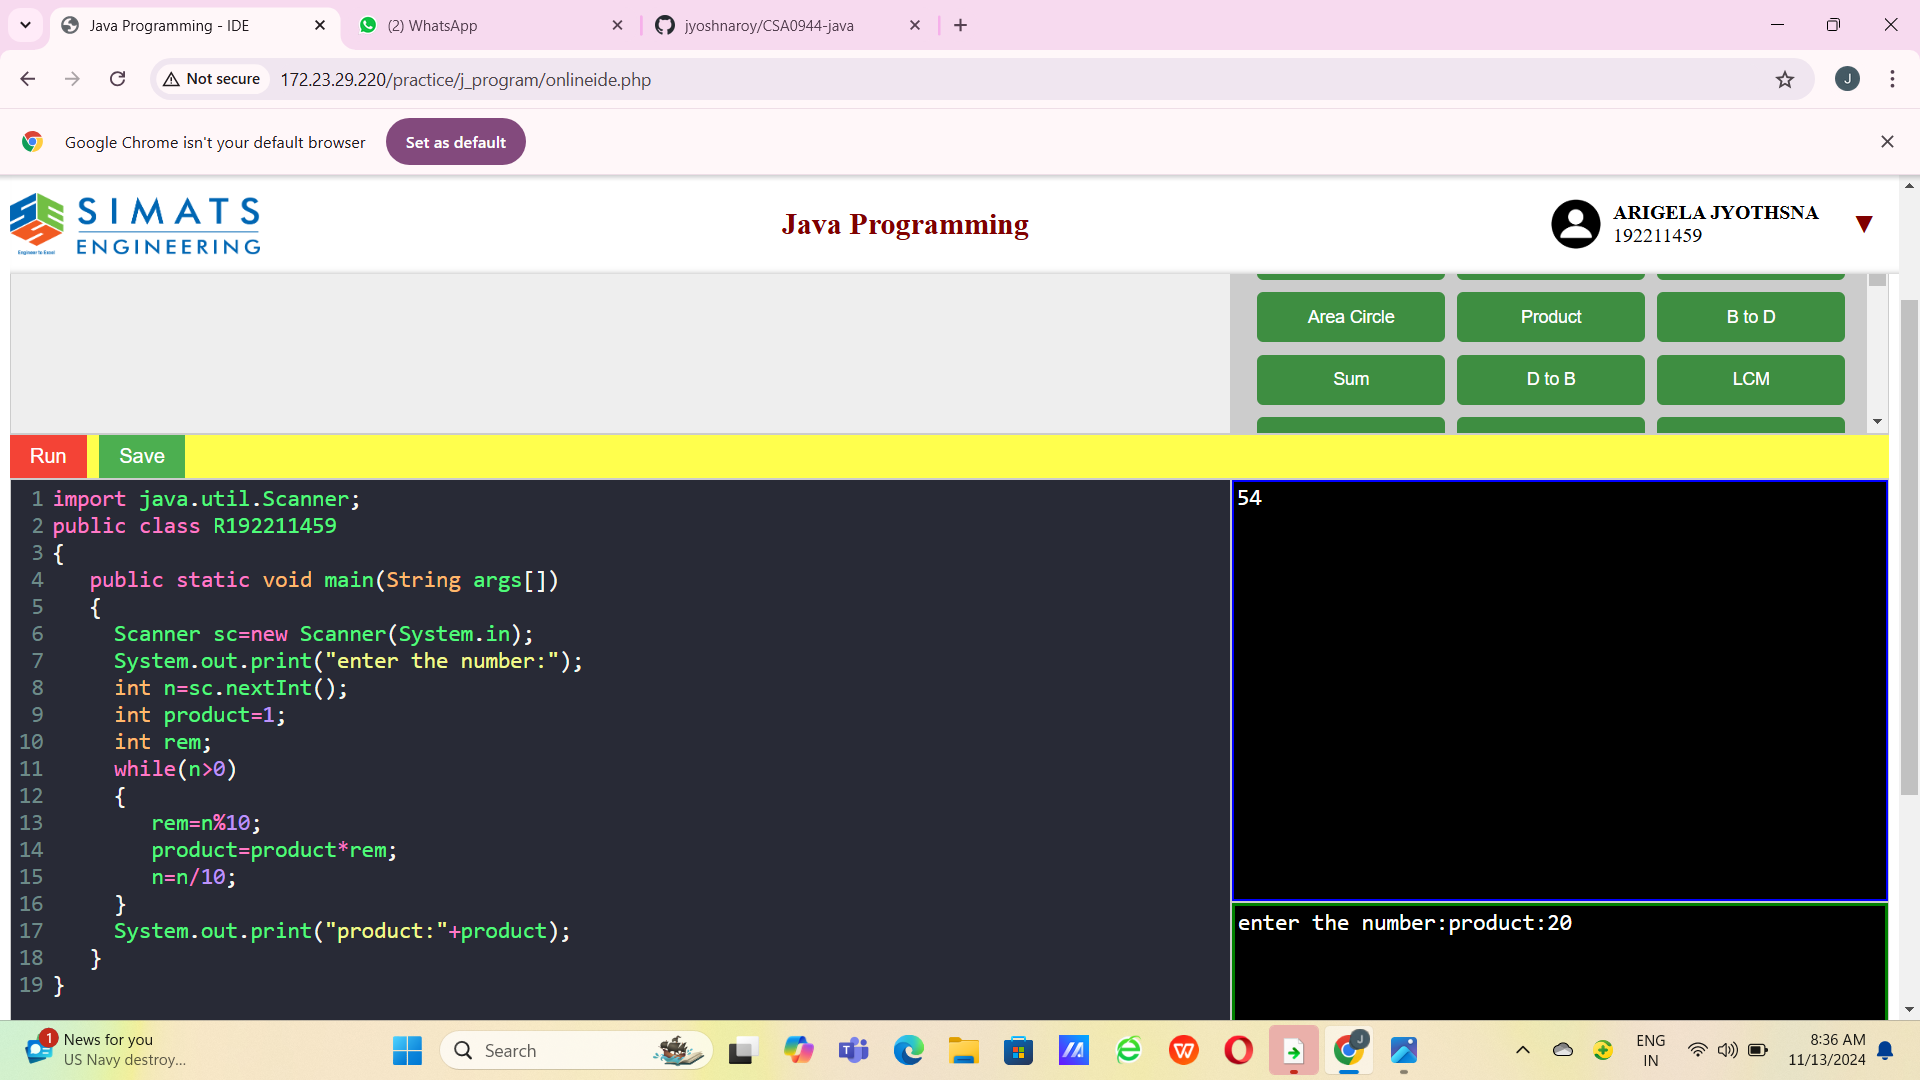 Java Programming - IDE
(2) WhatsApp
jyoshnaroy/CSA0944-java
Not secure
172.23.29.220/practice/j_program/onlineide.php
J
Google Chrome isn't your default browser
Set as default
SIMATS
ENGINEERING
Engineer to Excel
Java Programming
ARIGELA JYOTHSNA
192211459
Area Circle
Product
B to D
Sum
D to B
LCM
Run
Save
1 import java.util.Scanner;
2 public class R192211459
3 {
4 public static void main(String args[])
5 {
6 Scanner sc=new Scanner(System.in);
7 System.out.print("enter the number:");
8 int n=sc.nextInt();
9 int product=1;
10 int rem;
11 while(n>0)
12 {
13 rem=n%10;
14 product=product*rem;
15 n=n/10;
16 }
17 System.out.print("product:"+product);
18 }
19 }
54
enter the number:product:20
1
News for you
US Navy destroy...
Search
J
ENG
IN
8:36 AM
11/13/2024